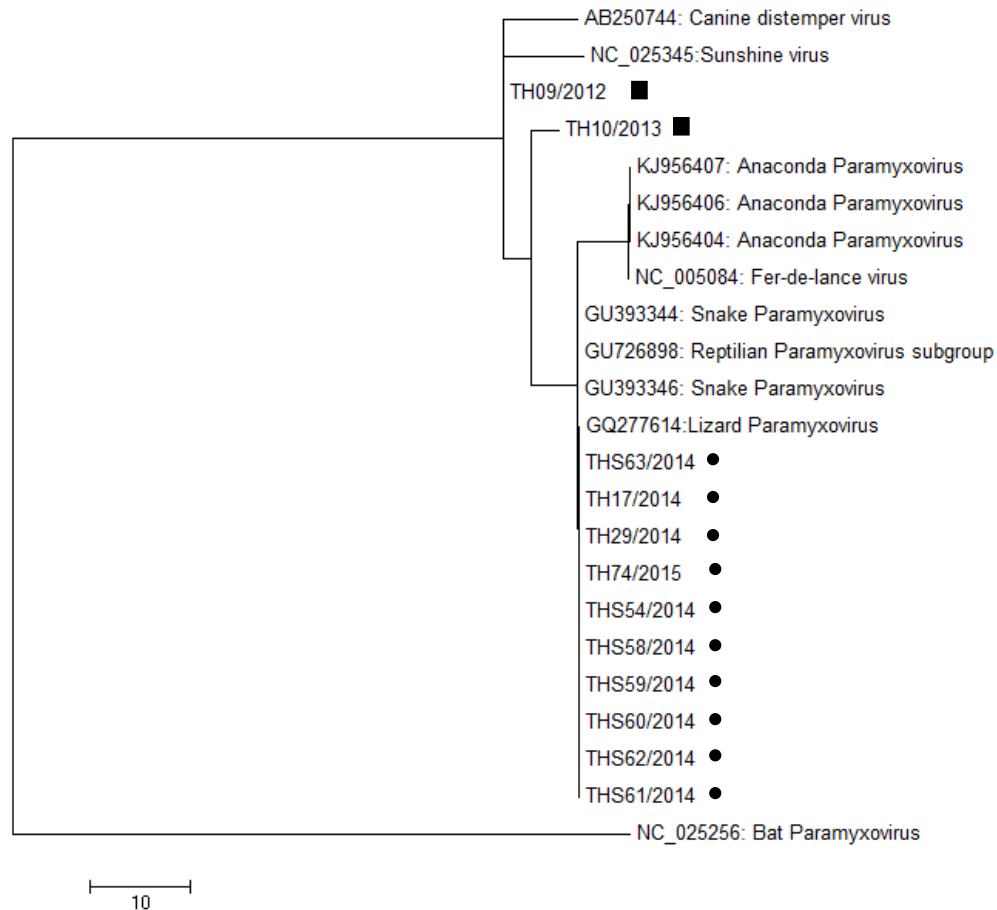 AB250744: Canine distemper virus
NC_025345:Sunshine virus
TH09/2012
TH10/2013
KJ956407: Anaconda Paramyxovirus
KJ956406: Anaconda Paramyxovirus
KJ956404: Anaconda Paramyxovirus
NC_005084: Fer-de-lance virus
GU393344: Snake Paramyxovirus
GU726898: Reptilian Paramyxovirus subgroup
GU393346: Snake Paramyxovirus
GQ277614:Lizard Paramyxovirus
THS63/2014
TH17/2014
TH29/2014
TH74/2015
THS54/2014
THS58/2014
THS59/2014
THS60/2014
THS62/2014
THS61/2014
NC_025256: Bat Paramyxovirus
10